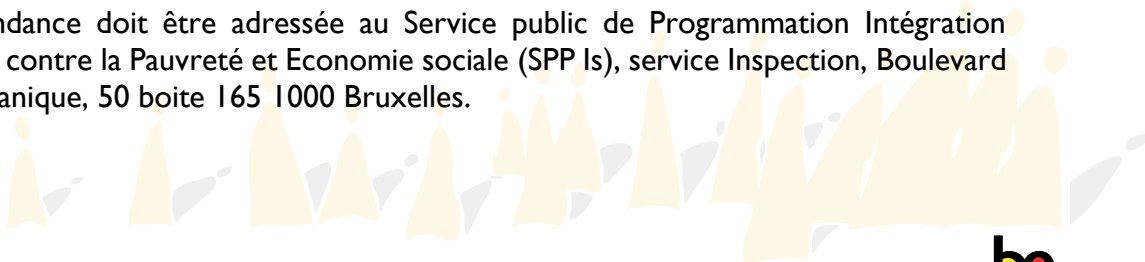 ndance doit être adressée au Service public de Programmation Intégration
contre la Pauvreté et Economie sociale (SPP Is), service Inspection, Boulevard
anique, 50 boite 165 1000 Bruxelles.
be